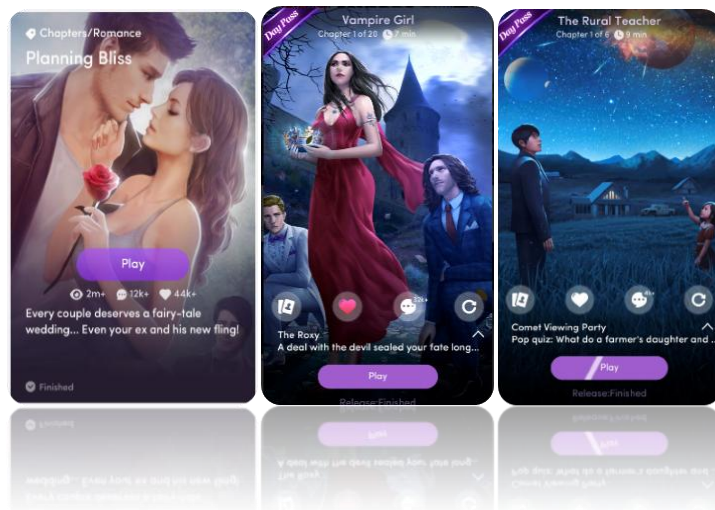 Chapters/Romance
Planning Bliss
Play
2m+ 12k+ 44k+
Every couple deserves a fairy-tale
wedding... Even your ex and his new fling!
Finished
Day Pass
Vampire Girl
Chapter 1 of 20 7 min
The Roxy
A deal with the devil sealed your fate long...
Play
Release:Finished
Day Pass
The Rural Teacher
Chapter 1 of 6 9 min
Comet Viewing Party
Pop quiz: What do a farmer's daughter and ..
Play
Release:Finished